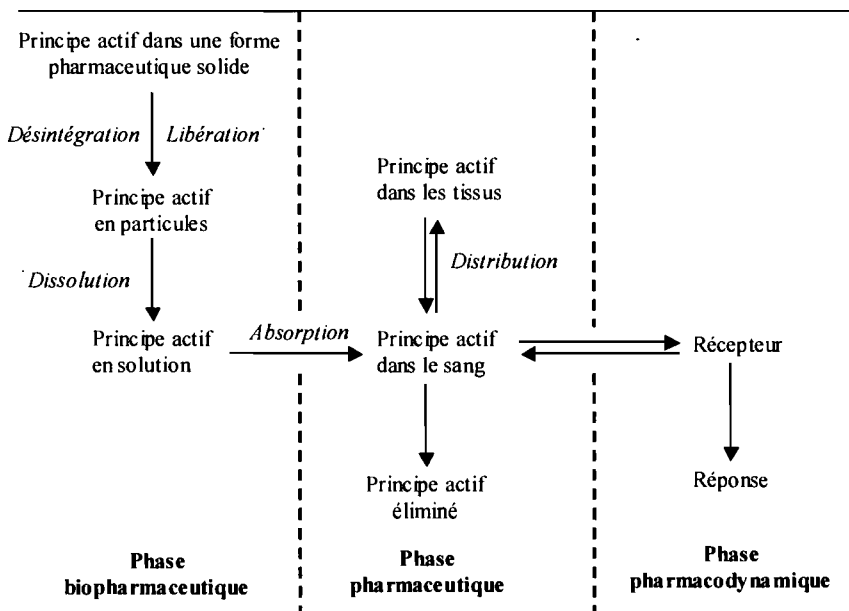 Principe actif dans une forme
pharmaceutique solide
Désintégration
Libération
Principe actif
en particules
Dissolution
Principe actif
en solution
Absorption
Principe actif
dans les tissus
Distribution
Principe actif
dans le sang
Principe actif
éliminé
Récepteur
Réponse
Phase
biopharmaceutique
Phase
pharmaceutique
Phase
pharmacodynamique